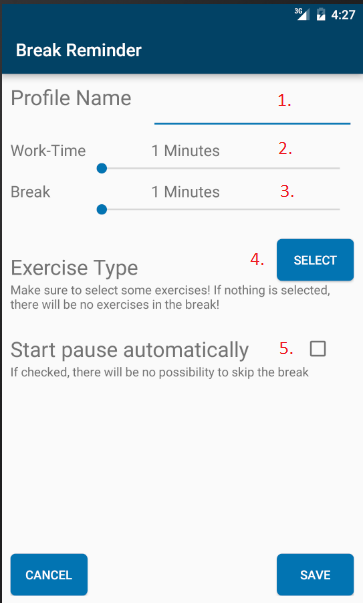 3G 4:27
Break Reminder
Profile Name 1.
Work-Time 1 Minutes 2.
Break 1 Minutes 3.
4. SELECT
Exercise Type
Make sure to select some exercises! If nothing is selected,
there will be no exercises in the break!
Start pause automatically 5.
If checked, there will be no possibility to skip the break
CANCEL SAVE